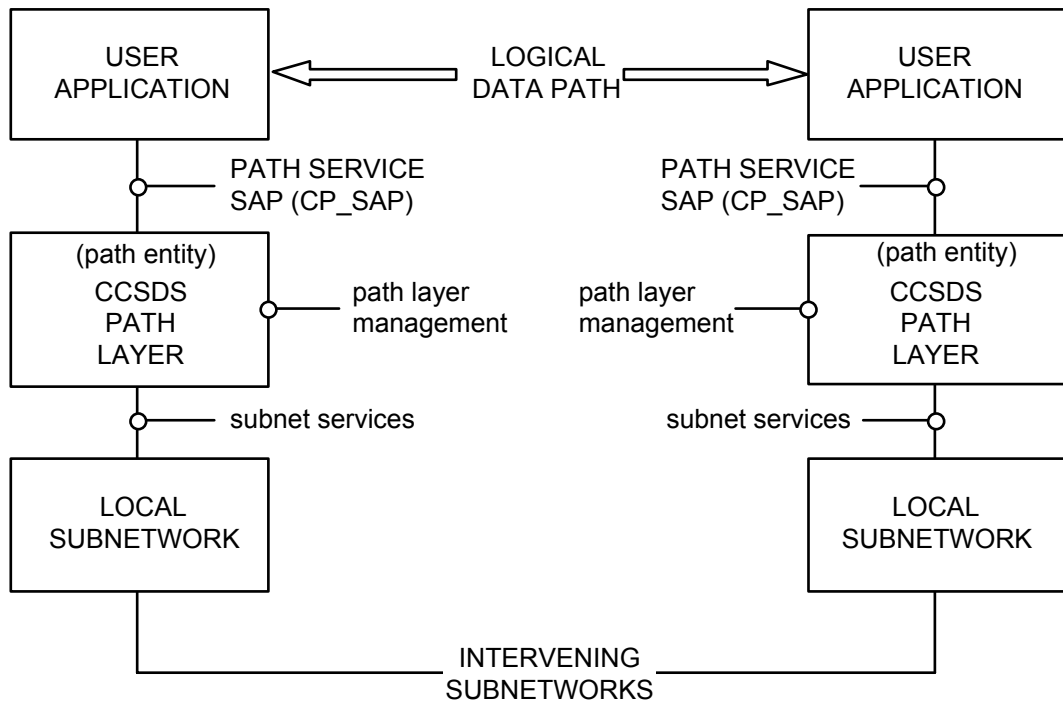 USER
APPLICATION
LOGICAL
DATA PATH
USER
APPLICATION
PATH SERVICE
SAP (CP_SAP)
PATH SERVICE
SAP (CP_SAP)
(path entity)
CCSDS
PATH
LAYER
path layer
management
path layer
management
(path entity)
CCSDS
PATH
LAYER
subnet services
subnet services
LOCAL
SUBNETWORK
LOCAL
SUBNETWORK
INTERVENING
SUBNETWORKS